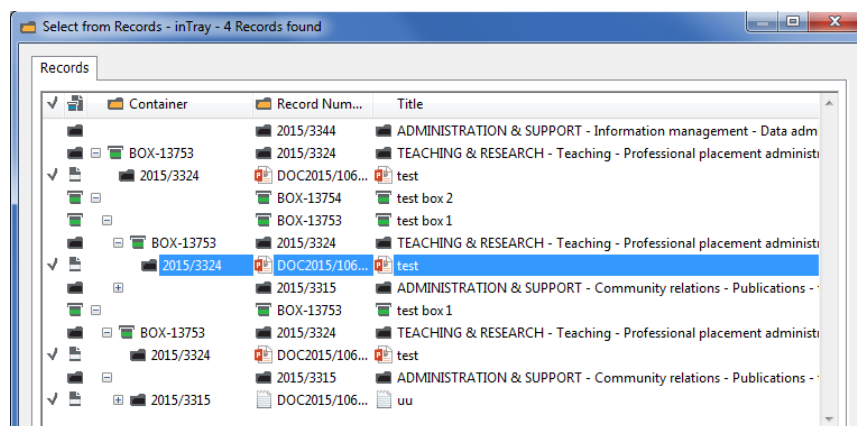 Select from Records - inTray - 4 Records found
Records
Container Record Num... Title
2015/3344 ADMINISTRATION & SUPPORT - Information management - Data adm
BOX-13753 2015/3324 TEACHING & RESEARCH - Teaching - Professional placement administ
2015/3324 DOC2015/106... test
BOX-13754 test box 2
BOX-13753 test box 1
BOX-13753 2015/3324 TEACHING & RESEARCH - Teaching - Professional placement administ
2015/3324 DOC2015/106... test
2015/3315 ADMINISTRATION & SUPPORT - Community relations - Publications -
BOX-13753 test box 1
BOX-13753 2015/3324 TEACHING & RESEARCH - Teaching - Professional placement administ
2015/3324 DOC2015/106... test
2015/3315 ADMINISTRATION & SUPPORT - Community relations - Publications -
2015/3315 DOC2015/106... uu